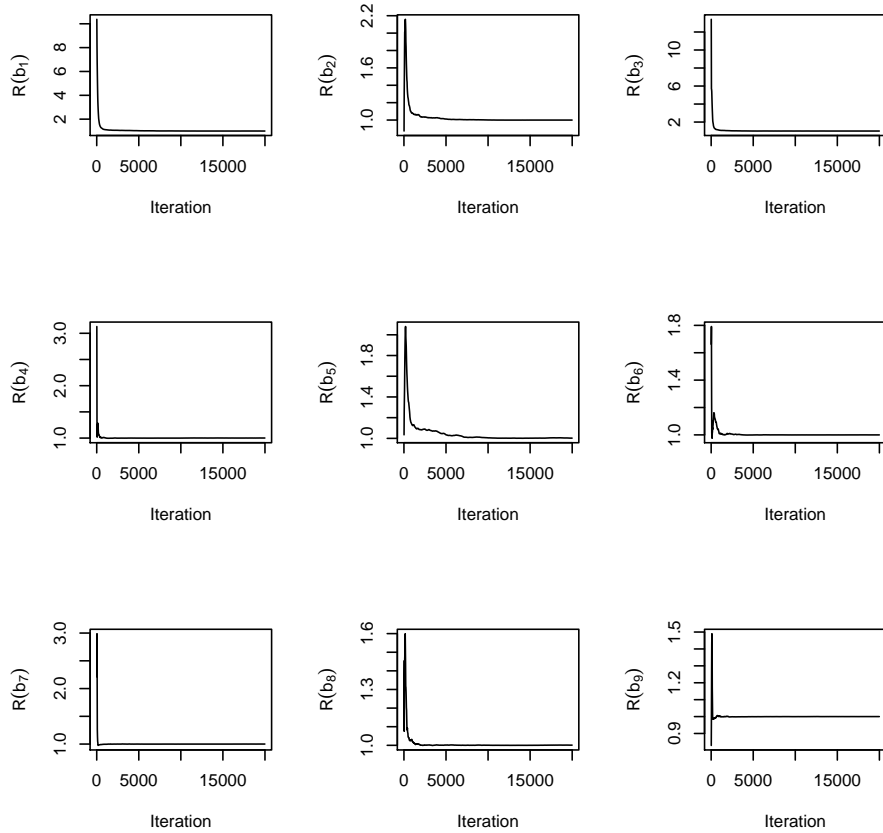 R(b₁)
2 4 6 8
0 5000 15000
Iteration
R(b₂)
1.0 1.6 2.2
0 5000 15000
Iteration
R(b₃)
2 6 10
0 5000 15000
Iteration
R(b₄)
1.0 2.0 3.0
0 5000 15000
Iteration
R(b₅)
1.0 1.4 1.8
0 5000 15000
Iteration
R(b₆)
1.0 1.4 1.8
0 5000 15000
Iteration
R(b₇)
1.0 2.0 3.0
0 5000 15000
Iteration
R(b₈)
1.0 1.3 1.6
0 5000 15000
Iteration
R(b₉)
0.9 1.2 1.5
0 5000 15000
Iteration